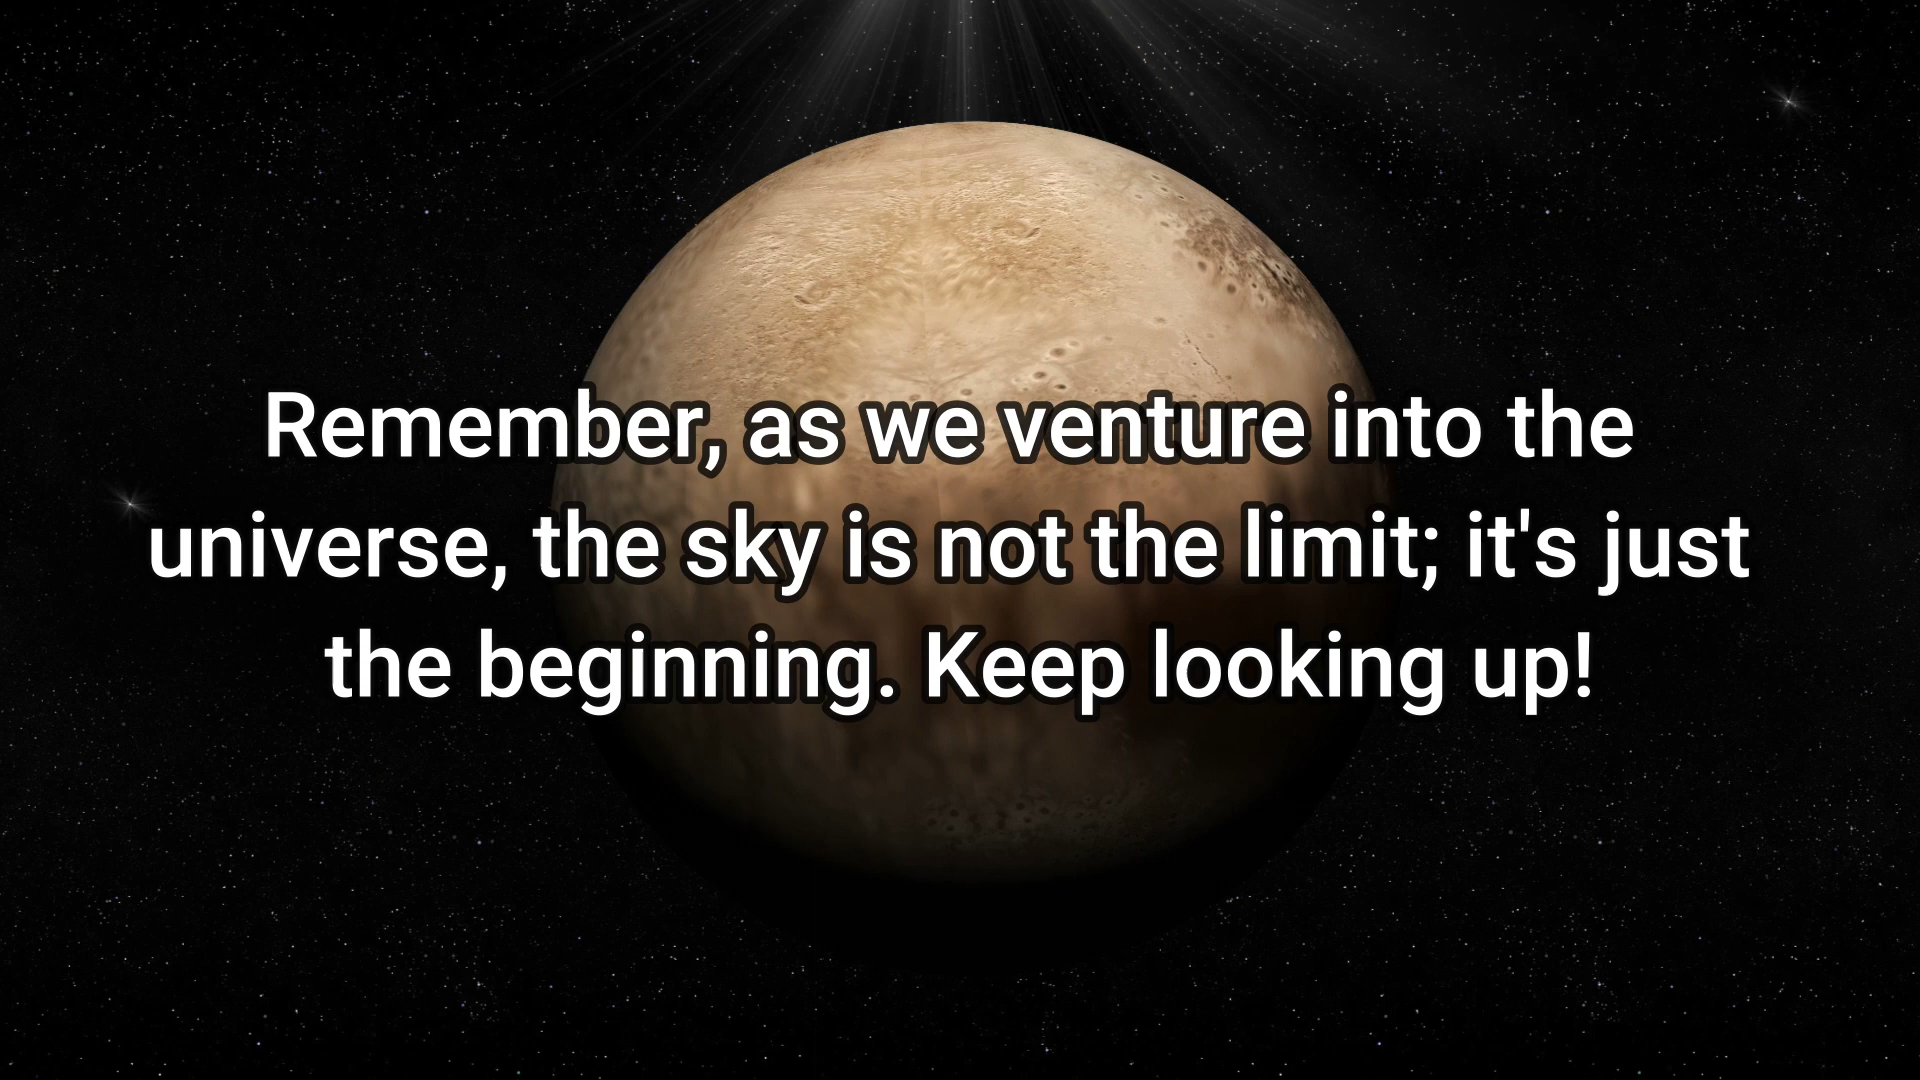 Remember, as we venture into the
universe, the sky is not the limit; it's just
the beginning. Keep looking up!